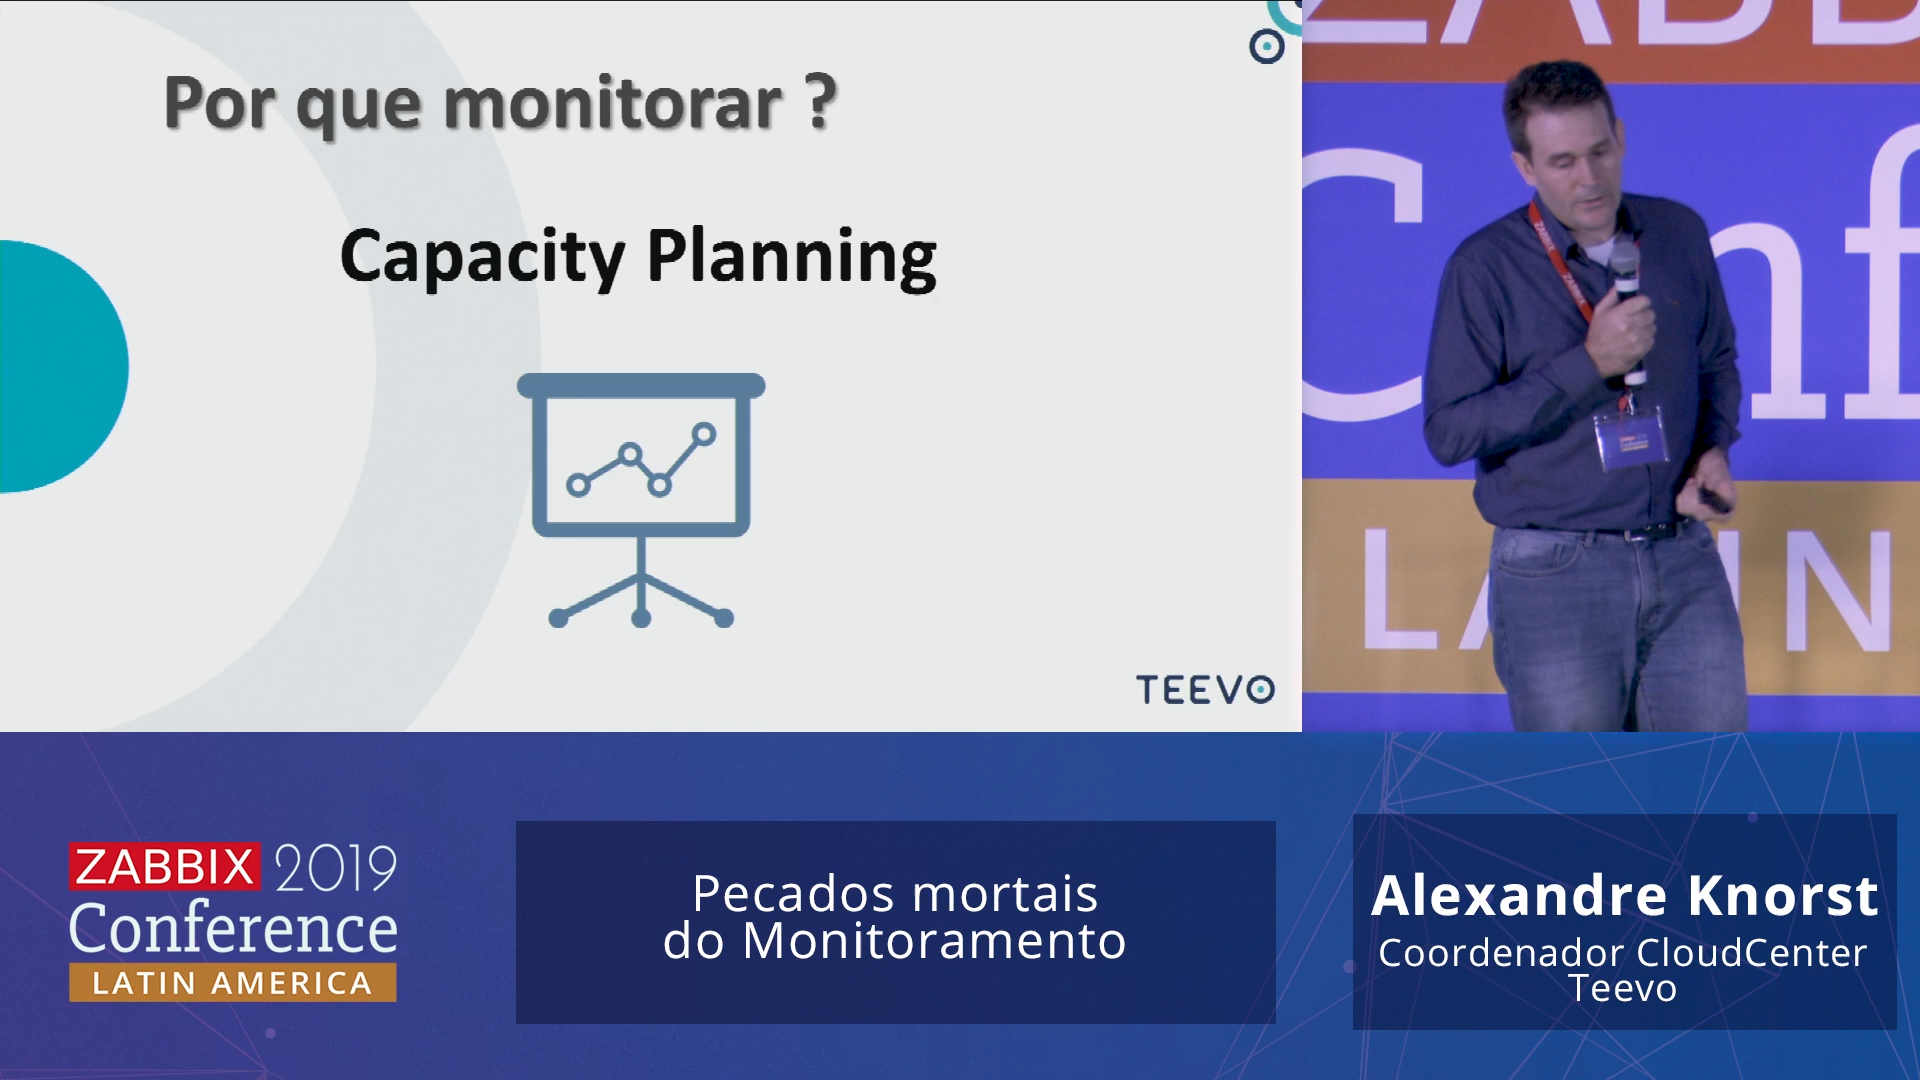 Por que monitorar ?
Capacity Planning
TEEVO
ZABBIX 2019
Conference
LATIN AMERICA
Pecados mortais
do Monitoramento
Alexandre Knorst
Coordenador CloudCenter
Teevo
ZABBIX